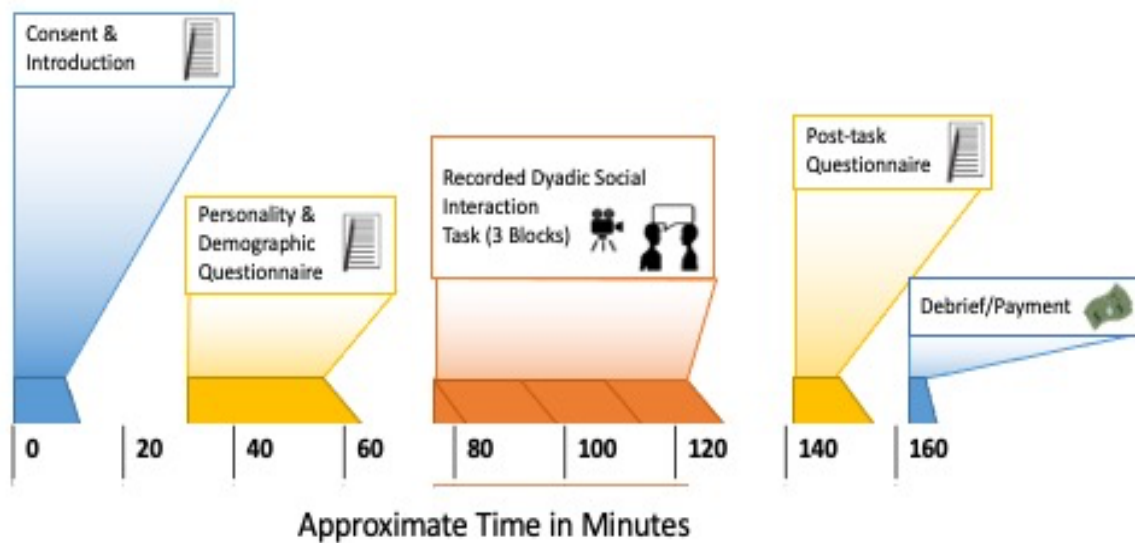 Consent &
Introduction
Personality &
Demographic
Questionnaire
Recorded Dyadic Social
Interaction
Task (3 Blocks)
Post-task
Questionnaire
Debrief/Payment
0 20 40 60 80 100 120 140 160
Approximate Time in Minutes